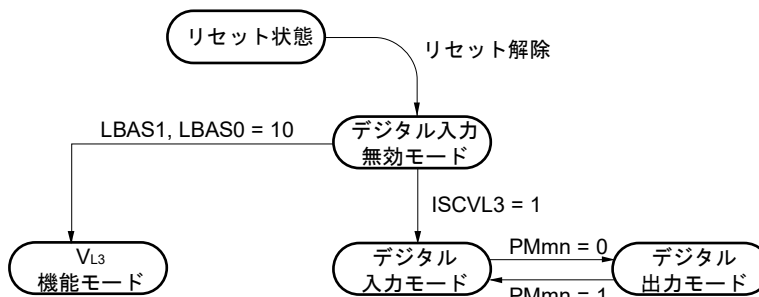 リセット状態
リセット解除
LBAS1, LBAS0 = 10
デジタル入力
無効モード
ISCVL3 = 1
VL3
機能モード
デジタル
入力モード
PMmn = 0
PMmn = 1
デジタル
出力モード